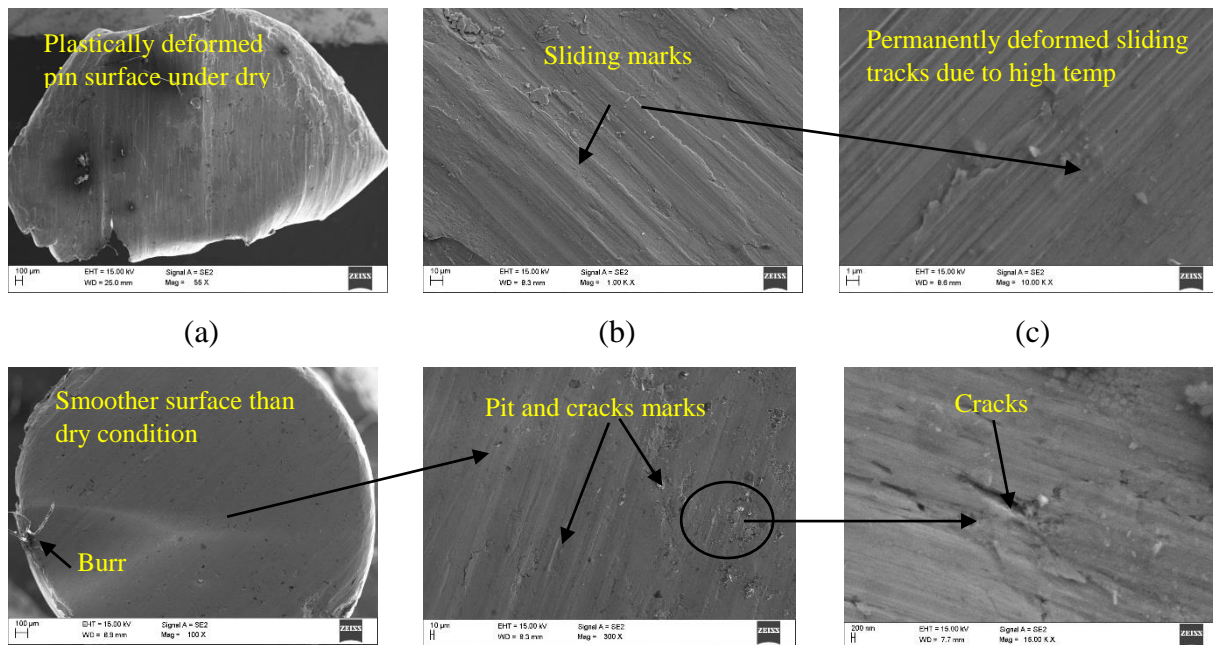 Plastically deformed
pin surface under dry
100 µm
EHT = 15.00 kV
Signal A = SE2
WD = 25.0 mm
Mag = 55 X
ZEISS
Sliding marks
10 µm
EHT = 15.00 kV
Signal A = SE2
WD = 8.3 mm
Mag = 1.00 K X
ZEISS
Permanently deformed sliding
tracks due to high temp
1 µm
EHT = 15.00 kV
Signal A = SE2
WD = 8.6 mm
Mag = 10.00 K X
ZEISS
(a)
(b)
(c)
Smoother surface than
dry condition
Burr
100 µm
EHT = 15.00 kV
Signal A = SE2
WD = 8.9 mm
Mag = 100 X
ZEISS
Pit and cracks marks
10 µm
EHT = 15.00 kV
Signal A = SE2
WD = 8.3 mm
Mag = 300 X
ZEISS
Cracks
200 nm
EHT = 15.00 kV
Signal A = SE2
WD = 7.7 mm
Mag = 15.00 K X
ZEISS